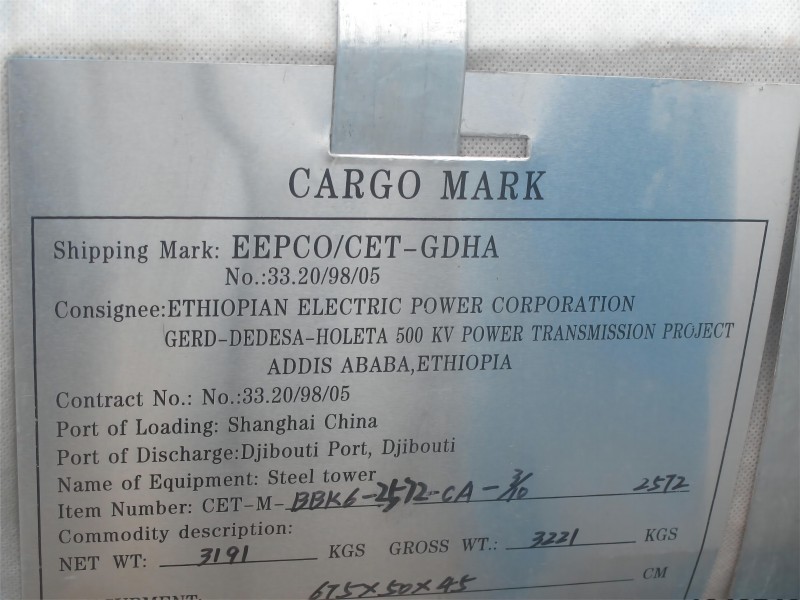 CARGO MARK
Shipping Mark: EEPCO/CET-GDHA
No.:33.20/98/05
Consignee:ETHIOPIAN ELECTRIC POWER CORPORATION
GERD-DEDESA-HOLETA 500 KV POWER TRANSMISSION PROJECT
ADDIS ABABA,ETHIOPIA
Contract No.: No.:33.20/98/05
Port of Loading: Shanghai China
Port of Discharge:Djibouti Port, Djibouti
Name of Equipment: Steel tower
Item Number: CET-M-BBK6-2572-CA-3/10 2572
Commodity description:
NET WT: 3191 KGS GROSS WT.: 3221 KGS
675X50X45 CM